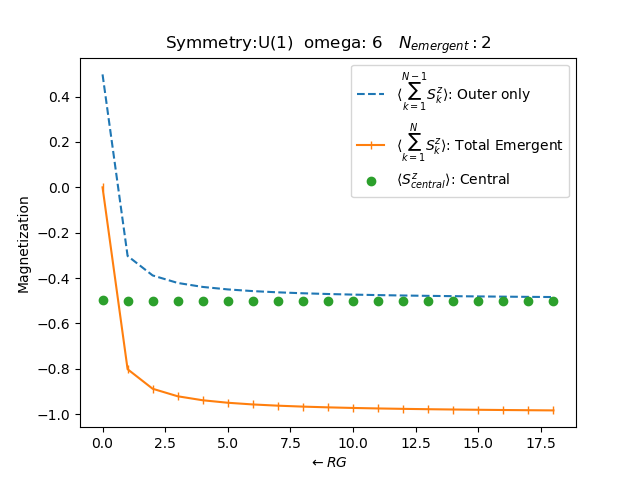 Symmetry:U(1)  omega: 6   $N_{emergent}:2$
$\langle\sum_{k=1}^{N-1} S_k^z\rangle$: Outer only
$\langle\sum_{k=1}^{N} S_k^z\rangle$: Total Emergent
$\langle S_{central}^z\rangle$: Central
Magnetization
0.4
0.2
0.0
−0.2
−0.4
−0.6
−0.8
−1.0
0.0 2.5 5.0 7.5 10.0 12.5 15.0 17.5
← RG